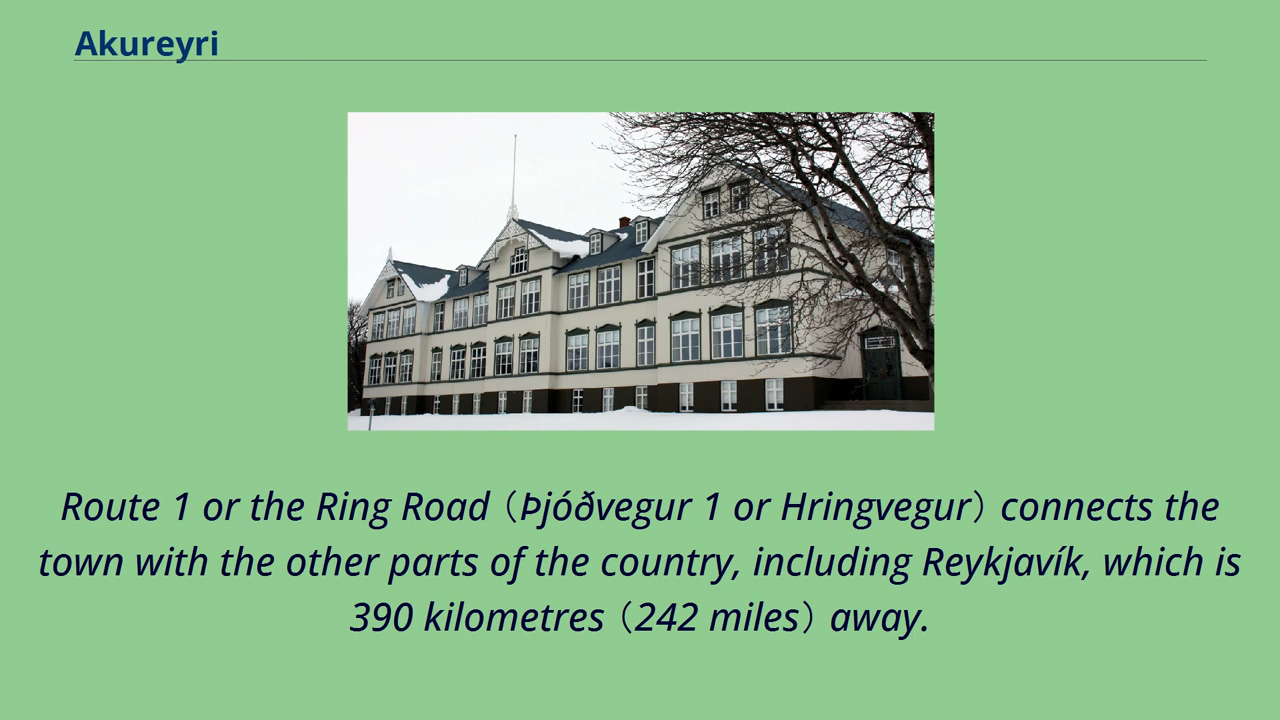 Akureyri
Route 1 or the Ring Road (Þjóðvegur 1 or Hringvegur) connects the
town with the other parts of the country, including Reykjavík, which is
390 kilometres (242 miles) away.